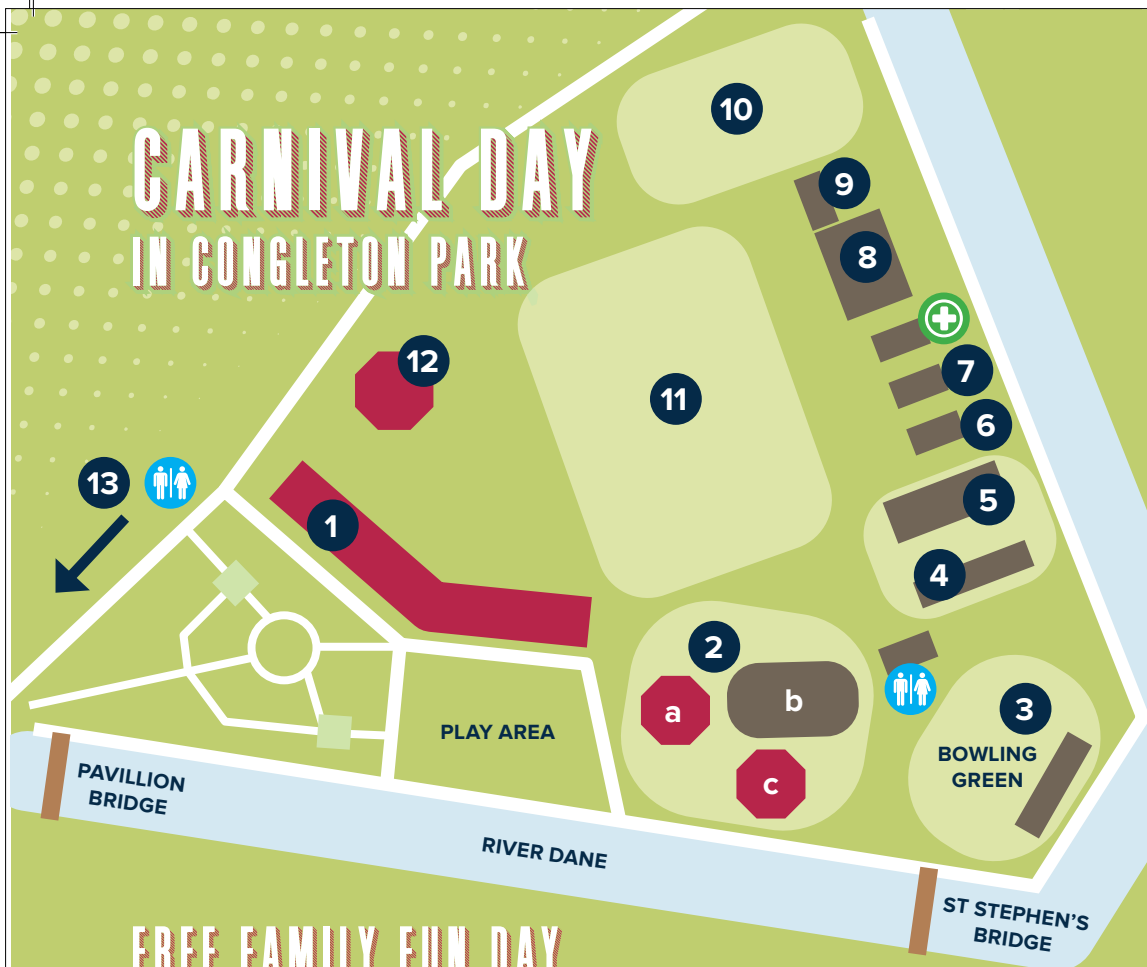 CARNIVAL DAY
IN CONGLETON PARK
10
9
8
7
6
11
12
13
1
5
4
2
a
b
c
3
BOWLING
GREEN
PLAY AREA
PAVILLION
BRIDGE
RIVER DANE
ST STEPHEN'S
BRIDGE
FREE FAMILY FUN DAY